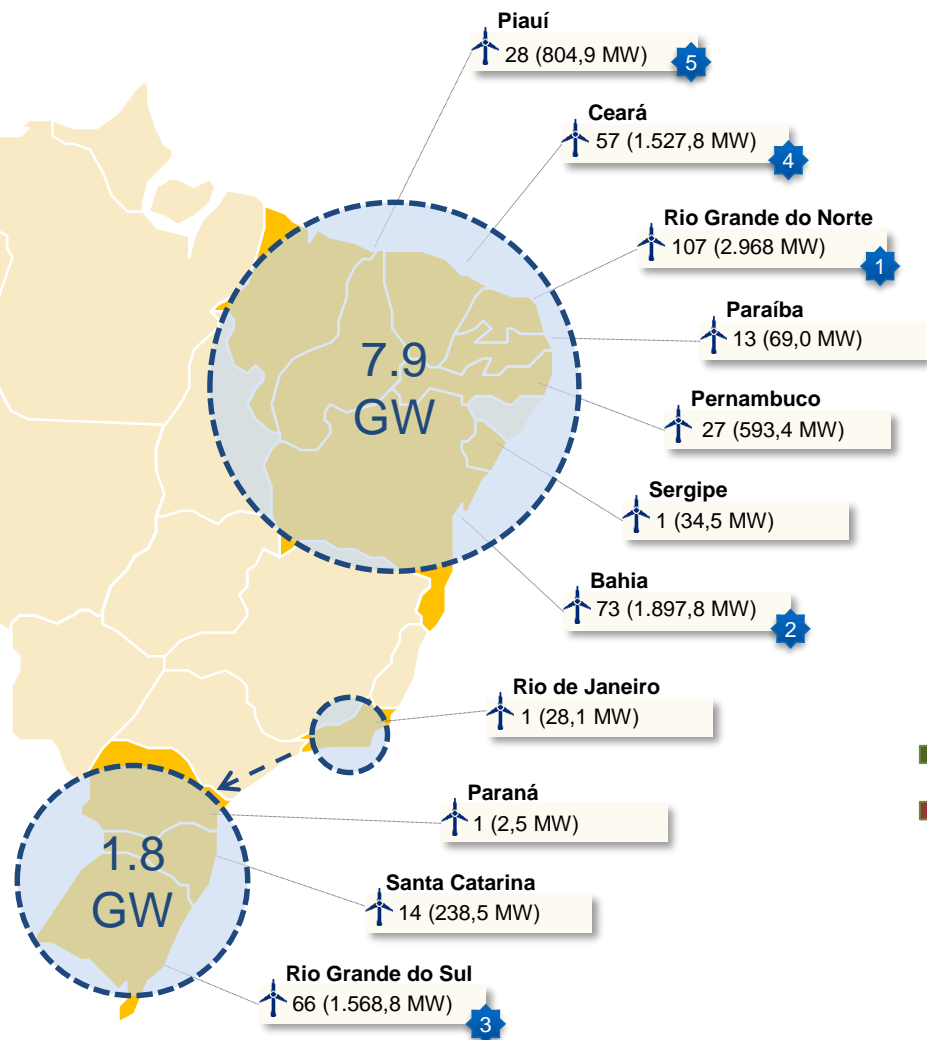 Piauí
28 (804,9 MW)
5
Ceará
57 (1.527,8 MW)
4
Rio Grande do Norte
107 (2.968 MW)
1
Paraíba
13 (69,0 MW)
7.9
GW
Pernambuco
27 (593,4 MW)
Sergipe
1 (34,5 MW)
Bahia
73 (1.897,8 MW)
2
Rio de Janeiro
1 (28,1 MW)
Paraná
1 (2,5 MW)
1.8
GW
Santa Catarina
14 (238,5 MW)
Rio Grande do Sul
66 (1.568,8 MW)
3